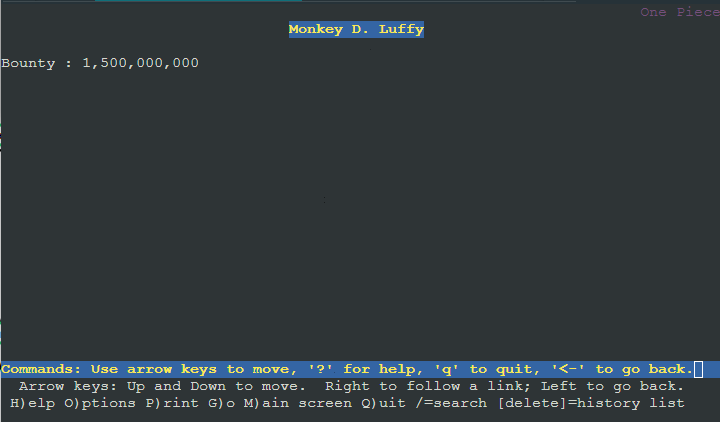 One Piece
Monkey D. Luffy
Bounty : 1,500,000,000
Commands: Use arrow keys to move, '?' for help, 'q' to quit, '<-' to go back.
Arrow keys: Up and Down to move.  Right to follow a link; Left to go back.
H)elp O)ptions P)rint G)o M)ain screen Q)uit /=search [delete]=history list